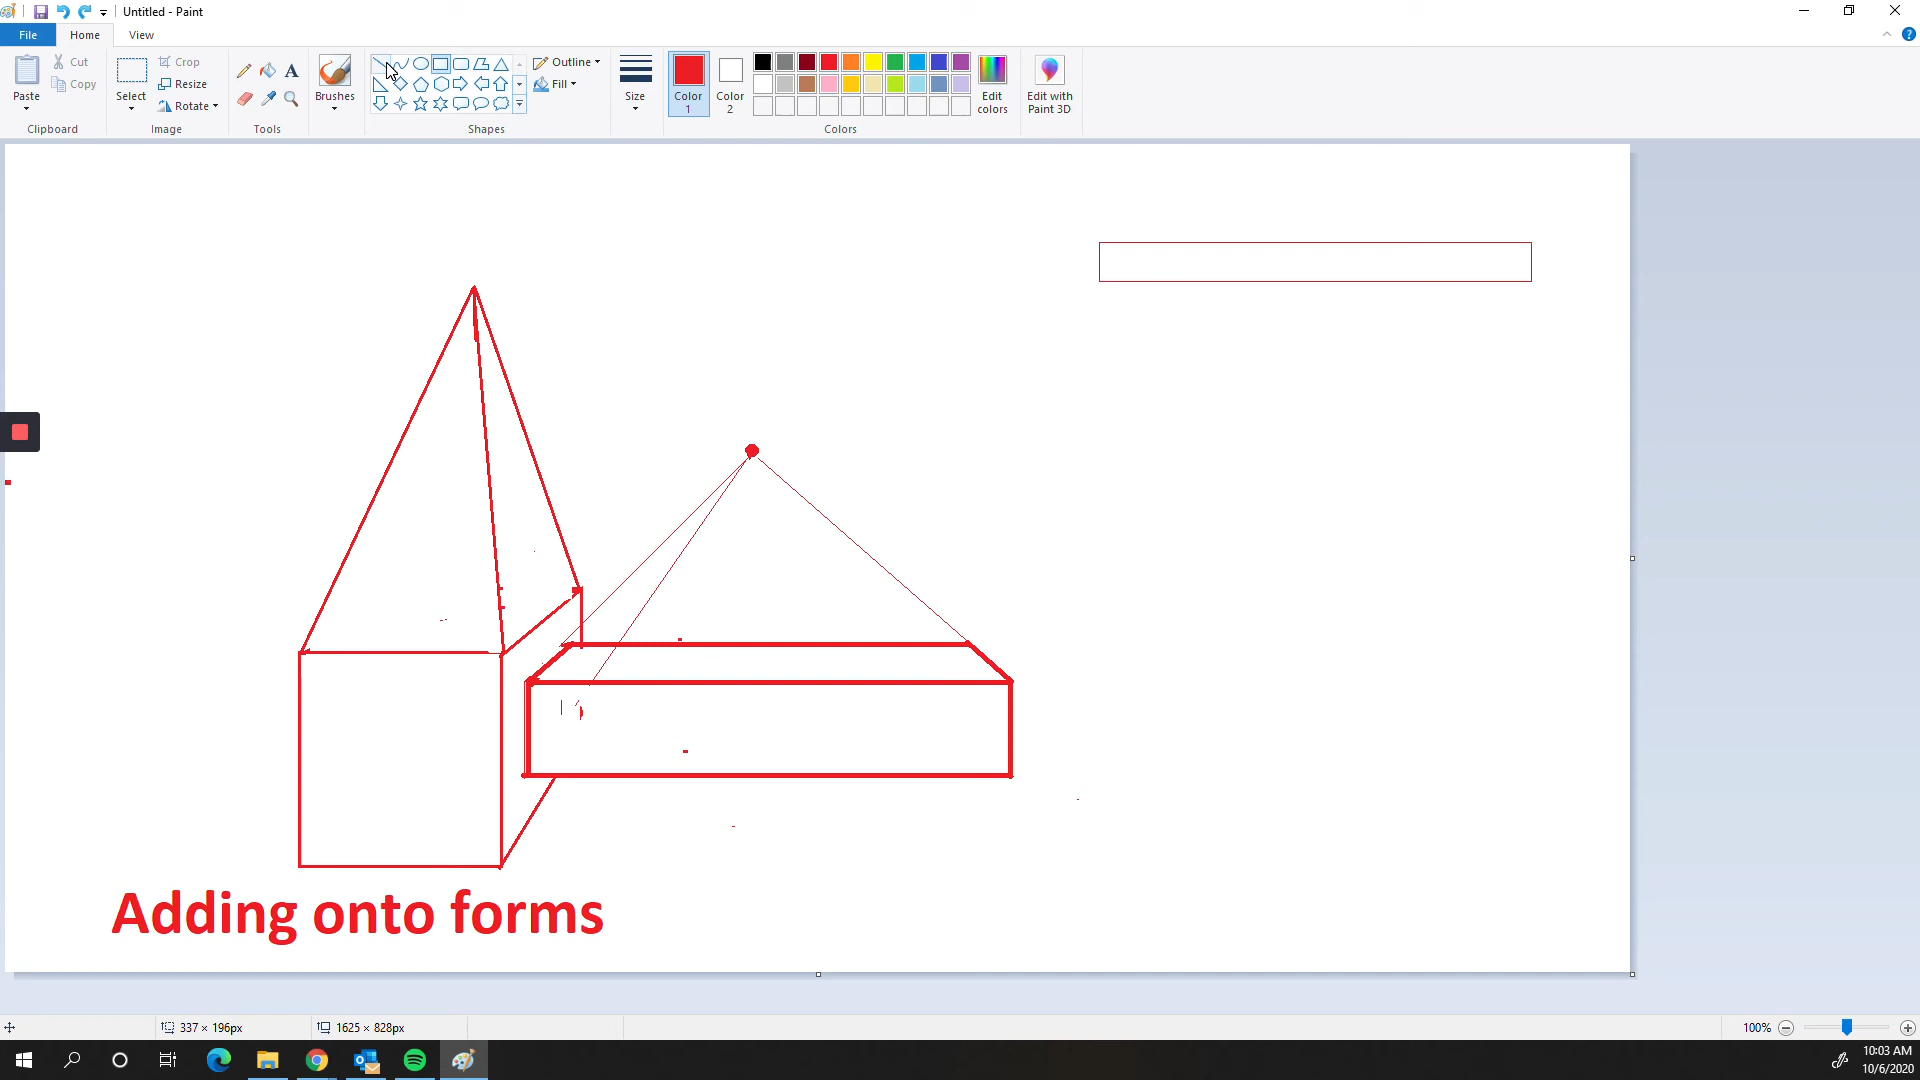 Untitled - Paint
File Home View
Paste
Cut
Copy
Clipboard
Select
Crop
Resize
Rotate
Image
A
Tools
Brushes
Outline
Fill
Shapes
Size
Color 1
Color 2
Edit colors
Colors
Edit with Paint 3D
Adding onto forms
337 × 196px
1625 × 828px
100%
10:03 AM
10/6/2020